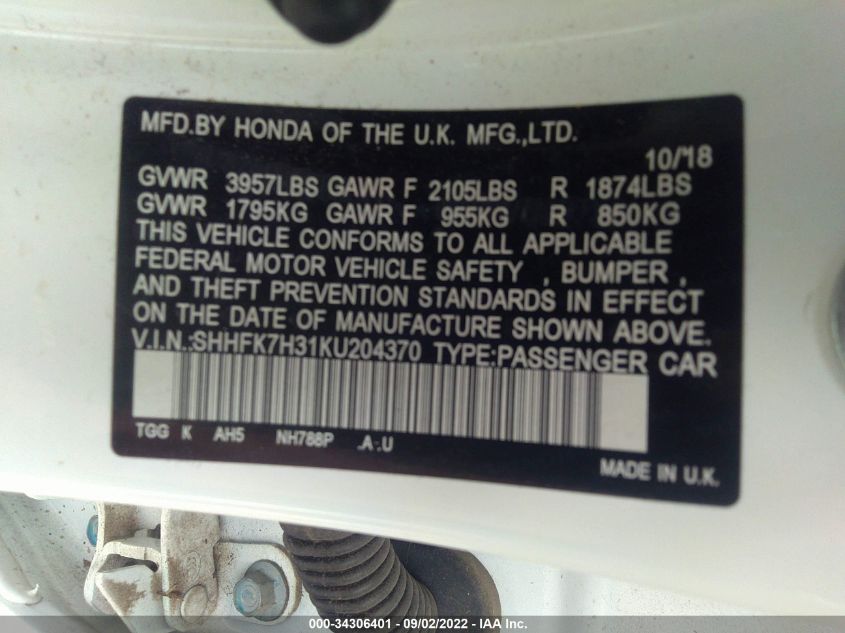 MFD.BY HONDA OF THE U.K. MFG.,LTD.
10/'18
GVWR 3957LBS GAWR F 2105LBS R 1874LBS
GVWR 1795KG GAWR F 955KG R 850KG
THIS VEHICLE CONFORMS TO ALL APPLICABLE
FEDERAL MOTOR VEHICLE SAFETY , BUMPER ,
AND THEFT PREVENTION STANDARDS IN EFFECT
ON THE DATE OF MANUFACTURE SHOWN ABOVE.
V.I.N.:SHHFK7H31KU204370 TYPE:PASSENGER CAR
TGG K AH5 NH788P .A .U
MADE IN U.K.
000-34306401 - 09/02/2022 - IAA Inc.